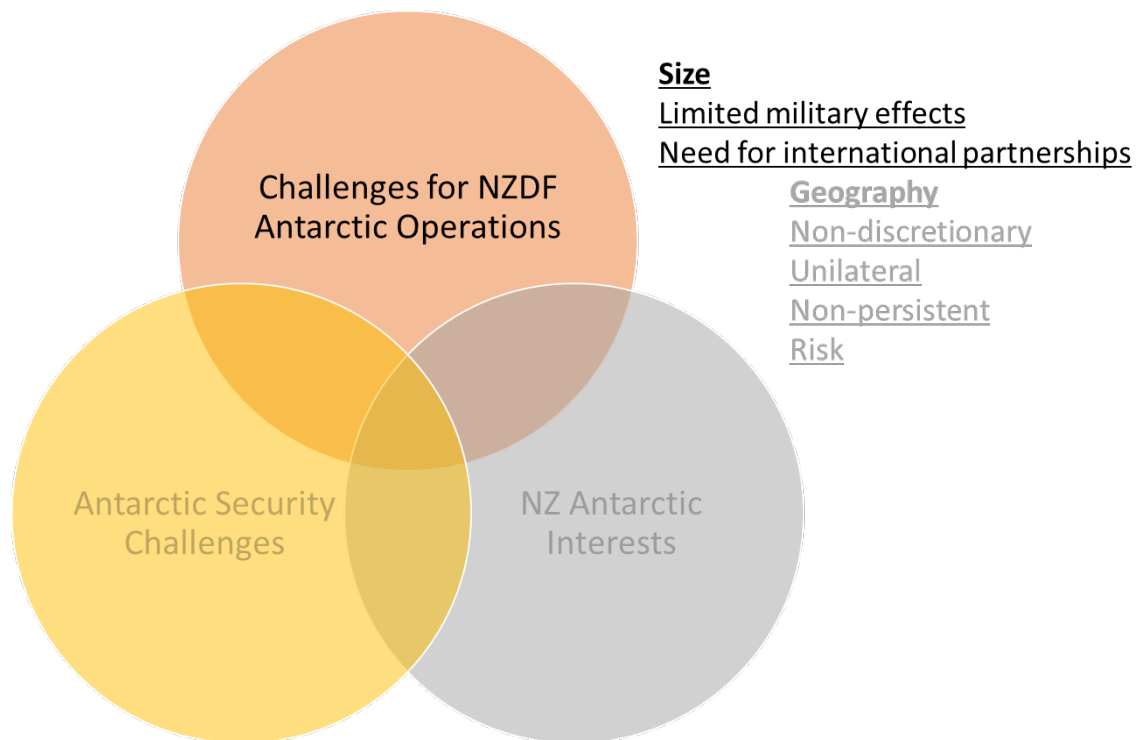 Size
Limited military effects
Need for international partnerships
Challenges for NZDF
Antarctic Operations
Geography
Non-discretionary
Unilateral
Non-persistent
Risk
Antarctic Security
Challenges
NZ Antarctic
Interests